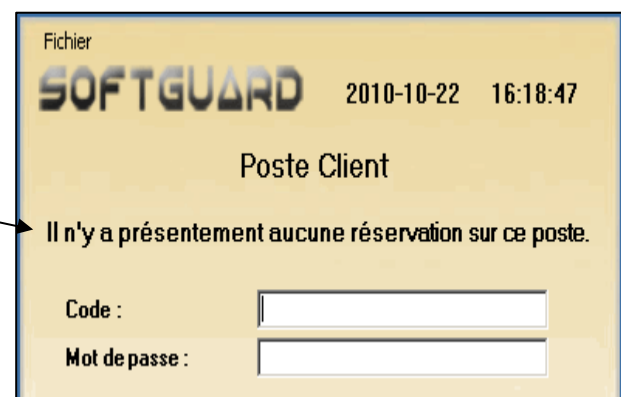 Fichier
SOFTGUARD 2010-10-22 16:18:47
Poste Client
Il n'y a présentement aucune réservation sur ce poste.
Code :
Mot de passe :